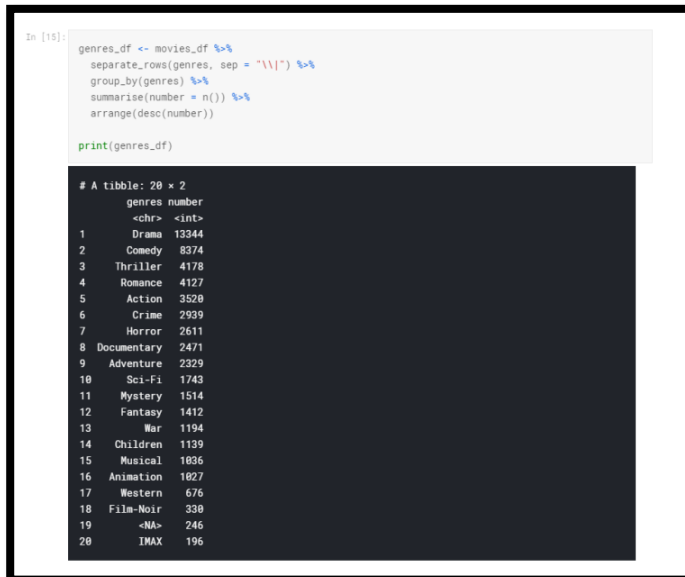 In [15]:
genres_df <- movies_df %>%
separate_rows(genres, sep = "\\|") %>%
group_by(genres) %>%
summarise(number = n()) %>%
arrange(desc(number))
print(genres_df)
# A tibble: 20 × 2
genres number
<chr> <int>
1 Drama 13344
2 Comedy 8374
3 Thriller 4178
4 Romance 4127
5 Action 3520
6 Crime 2939
7 Horror 2611
8 Documentary 2471
9 Adventure 2329
10 Sci-Fi 1743
11 Mystery 1514
12 Fantasy 1412
13 War 1194
14 Children 1139
15 Musical 1036
16 Animation 1027
17 Western 676
18 Film-Noir 330
19 <NA> 246
20 IMAX 196